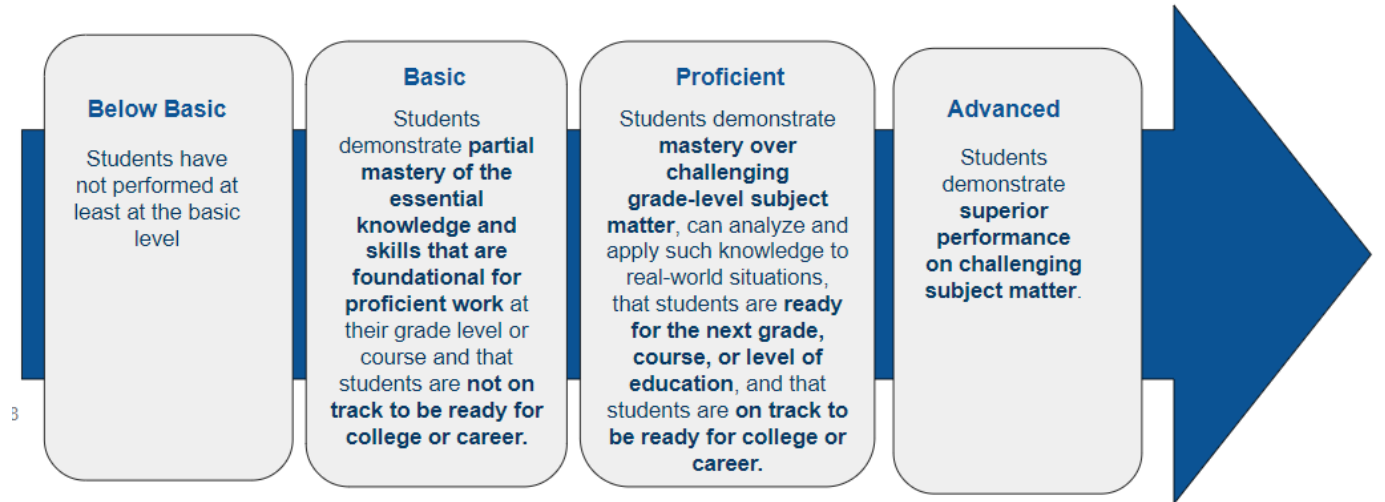 Below Basic
Students have
not performed at
least at the basic
level
Basic
Students
demonstrate partial
mastery of the
essential
knowledge and
skills that are
foundational for
proficient work at
their grade level or
course and that
students are not on
track to be ready for
college or career.
Proficient
Students demonstrate
mastery over
challenging
grade-level subject
matter, can analyze and
apply such knowledge to
real-world situations,
that students are ready
for the next grade,
course, or level of
education, and that
students are on track to
be ready for college or
career.
Advanced
Students
demonstrate
superior
performance
on challenging
subject matter.